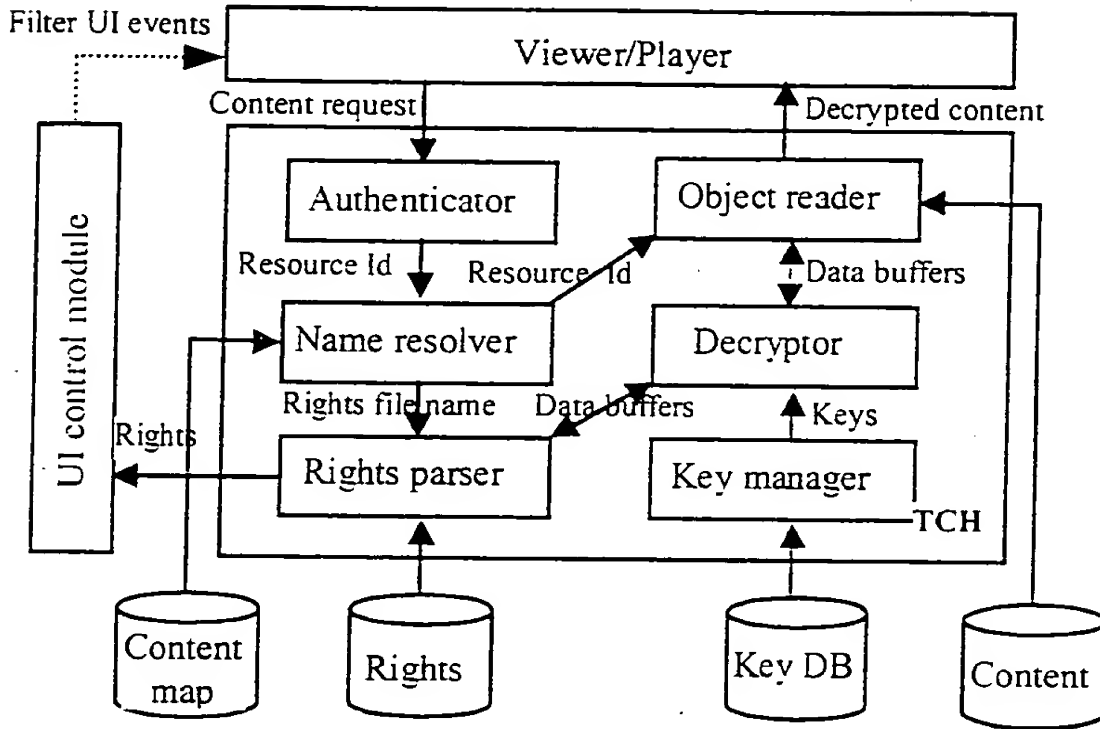 Filter UI events
Viewer/Player
Content request
Decrypted content
Authenticator
Object reader
Resource Id
Resource Id
Data buffers
UI control module
Name resolver
Decryptor
Rights file name
Data buffers
Keys
Rights
Rights parser
Key manager
TCH
Content
map
Rights
Key DB
Content